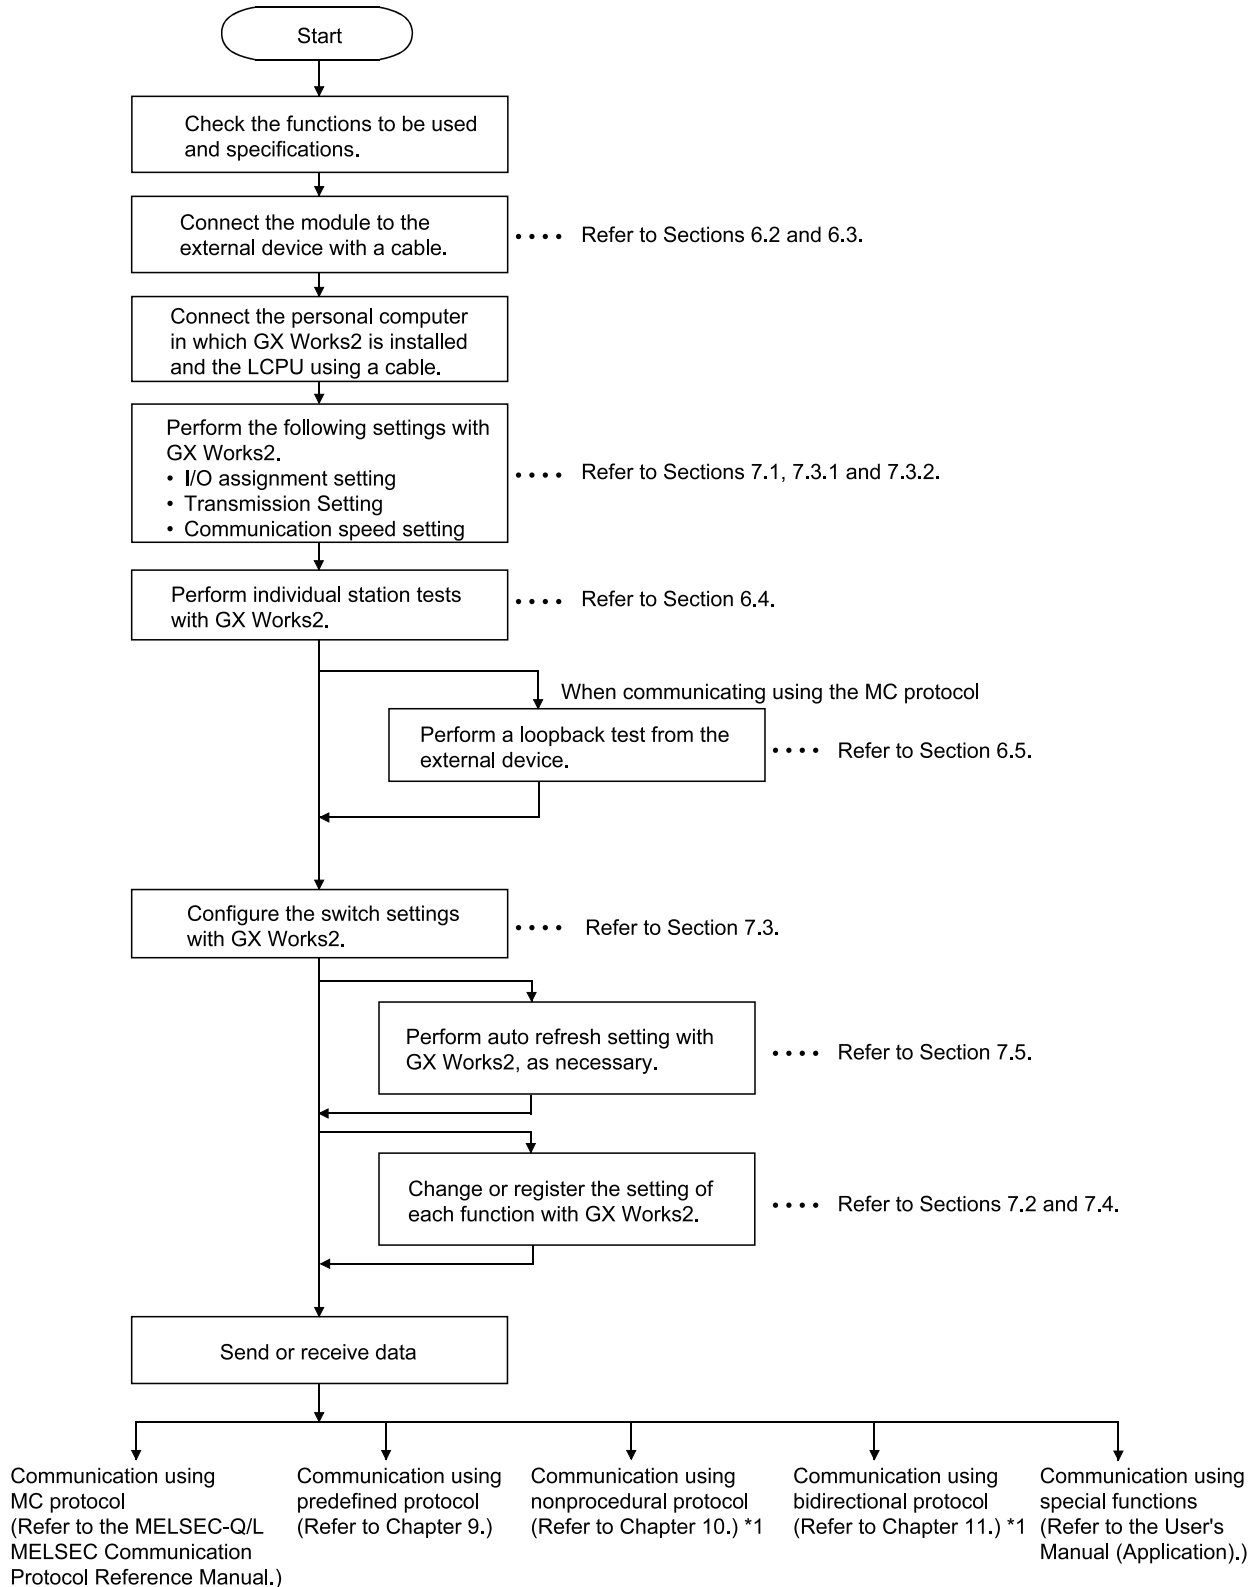 Start
Check the functions to be used
and specifications.
Connect the module to the
external device with a cable.
Refer to Sections 6.2 and 6.3.
Connect the personal computer
in which GX Works2 is installed
and the LCPU using a cable.
Perform the following settings with
GX Works2.
• I/O assignment setting
• Transmission Setting
• Communication speed setting
Refer to Sections 7.1, 7.3.1 and 7.3.2.
Perform individual station tests
with GX Works2.
Refer to Section 6.4.
When communicating using the MC protocol
Perform a loopback test from the
external device.
Refer to Section 6.5.
Configure the switch settings
with GX Works2.
Refer to Section 7.3.
Perform auto refresh setting with
GX Works2, as necessary.
Refer to Section 7.5.
Change or register the setting of
each function with GX Works2.
Refer to Sections 7.2 and 7.4.
Send or receive data
Communication using
MC protocol
(Refer to the MELSEC-Q/L
MELSEC Communication
Protocol Reference Manual.)
Communication using
predefined protocol
(Refer to Chapter 9.)
Communication using
nonprocedural protocol
(Refer to Chapter 10.) *1
Communication using
bidirectional protocol
(Refer to Chapter 11.) *1
Communication using
special functions
(Refer to the User's
Manual (Application).)